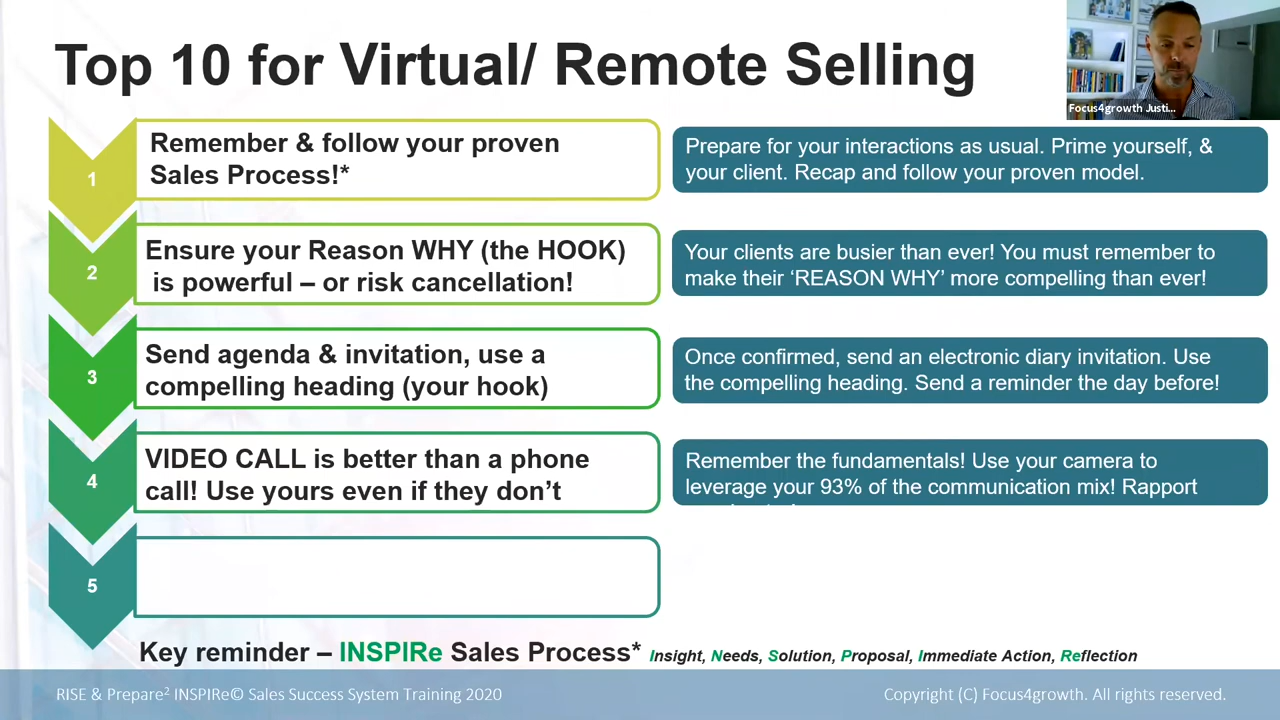 Top 10 for Virtual/ Remote Selling
Focus4growth Justi...
1
Remember & follow your proven
Sales Process!*
Prepare for your interactions as usual. Prime yourself, &
your client. Recap and follow your proven model.
2
Ensure your Reason WHY (the HOOK)
is powerful – or risk cancellation!
Your clients are busier than ever! You must remember to
make their ‘REASON WHY’ more compelling than ever!
3
Send agenda & invitation, use a
compelling heading (your hook)
Once confirmed, send an electronic diary invitation. Use
the compelling heading. Send a reminder the day before!
4
VIDEO CALL is better than a phone
call! Use yours even if they don’t
Remember the fundamentals! Use your camera to
leverage your 93% of the communication mix! Rapport
5
Key reminder – INSPIRe Sales Process* Insight, Needs, Solution, Proposal, Immediate Action, Reflection
RISE & Prepare² INSPIRe© Sales Success System Training 2020
Copyright (C) Focus4growth. All rights reserved.